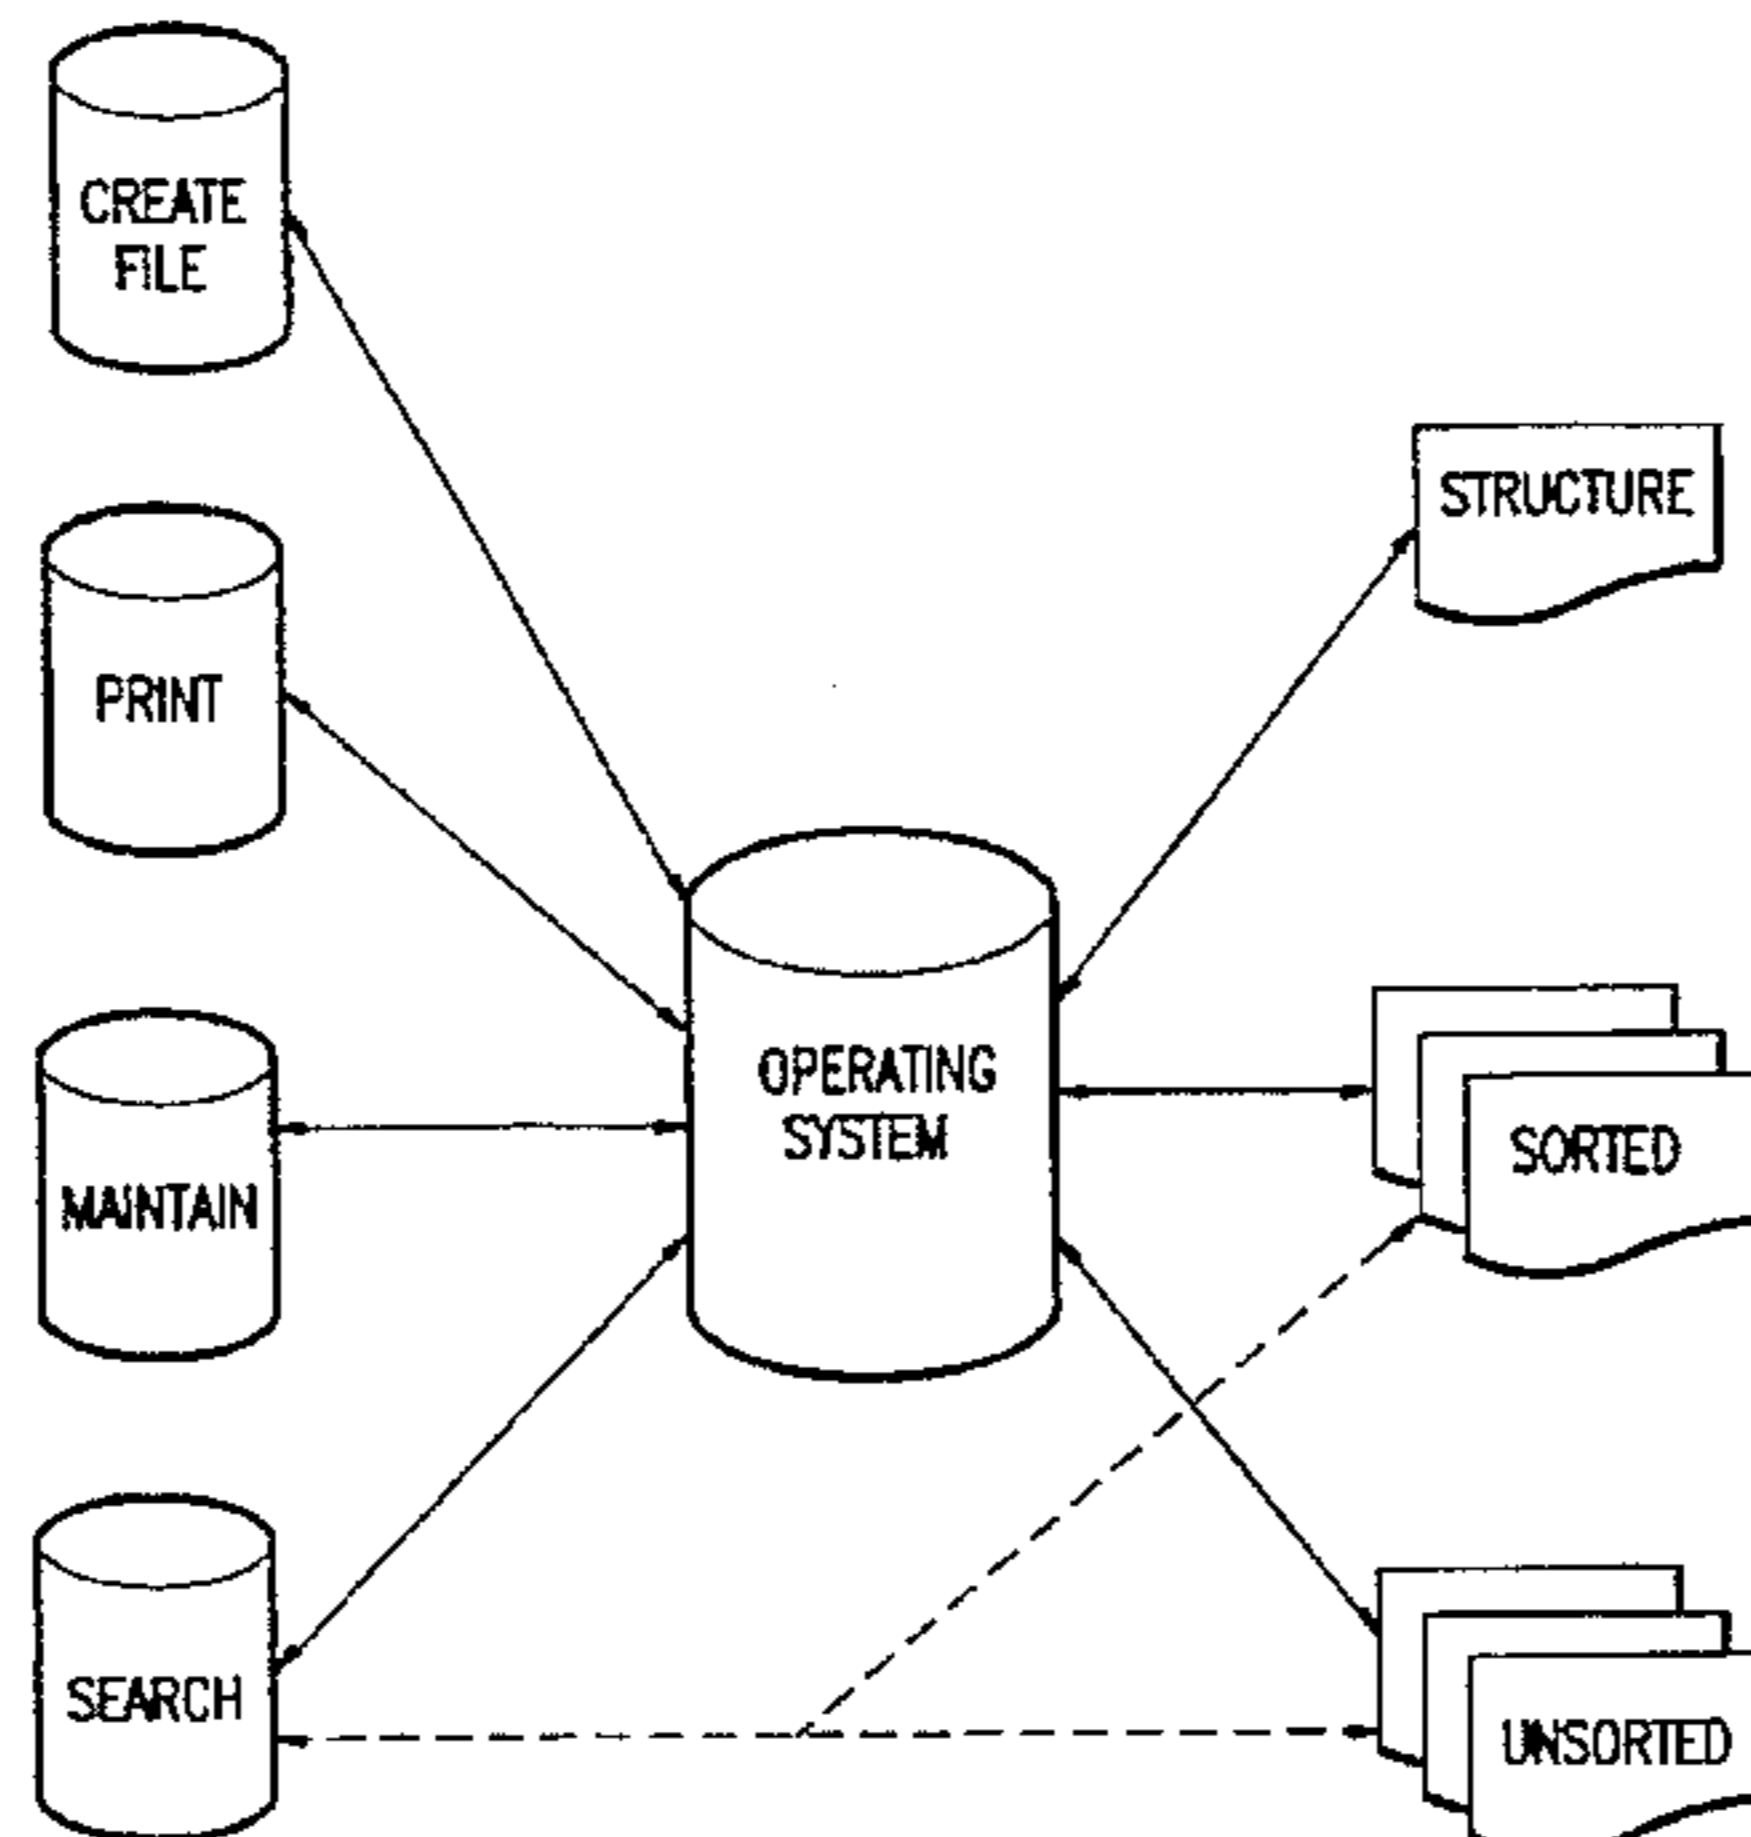 CREATE
FILE
STRUCTURE
PRINT
OPERATING
SYSTEM
SORTED
MAINTAIN
SEARCH
UNSORTED